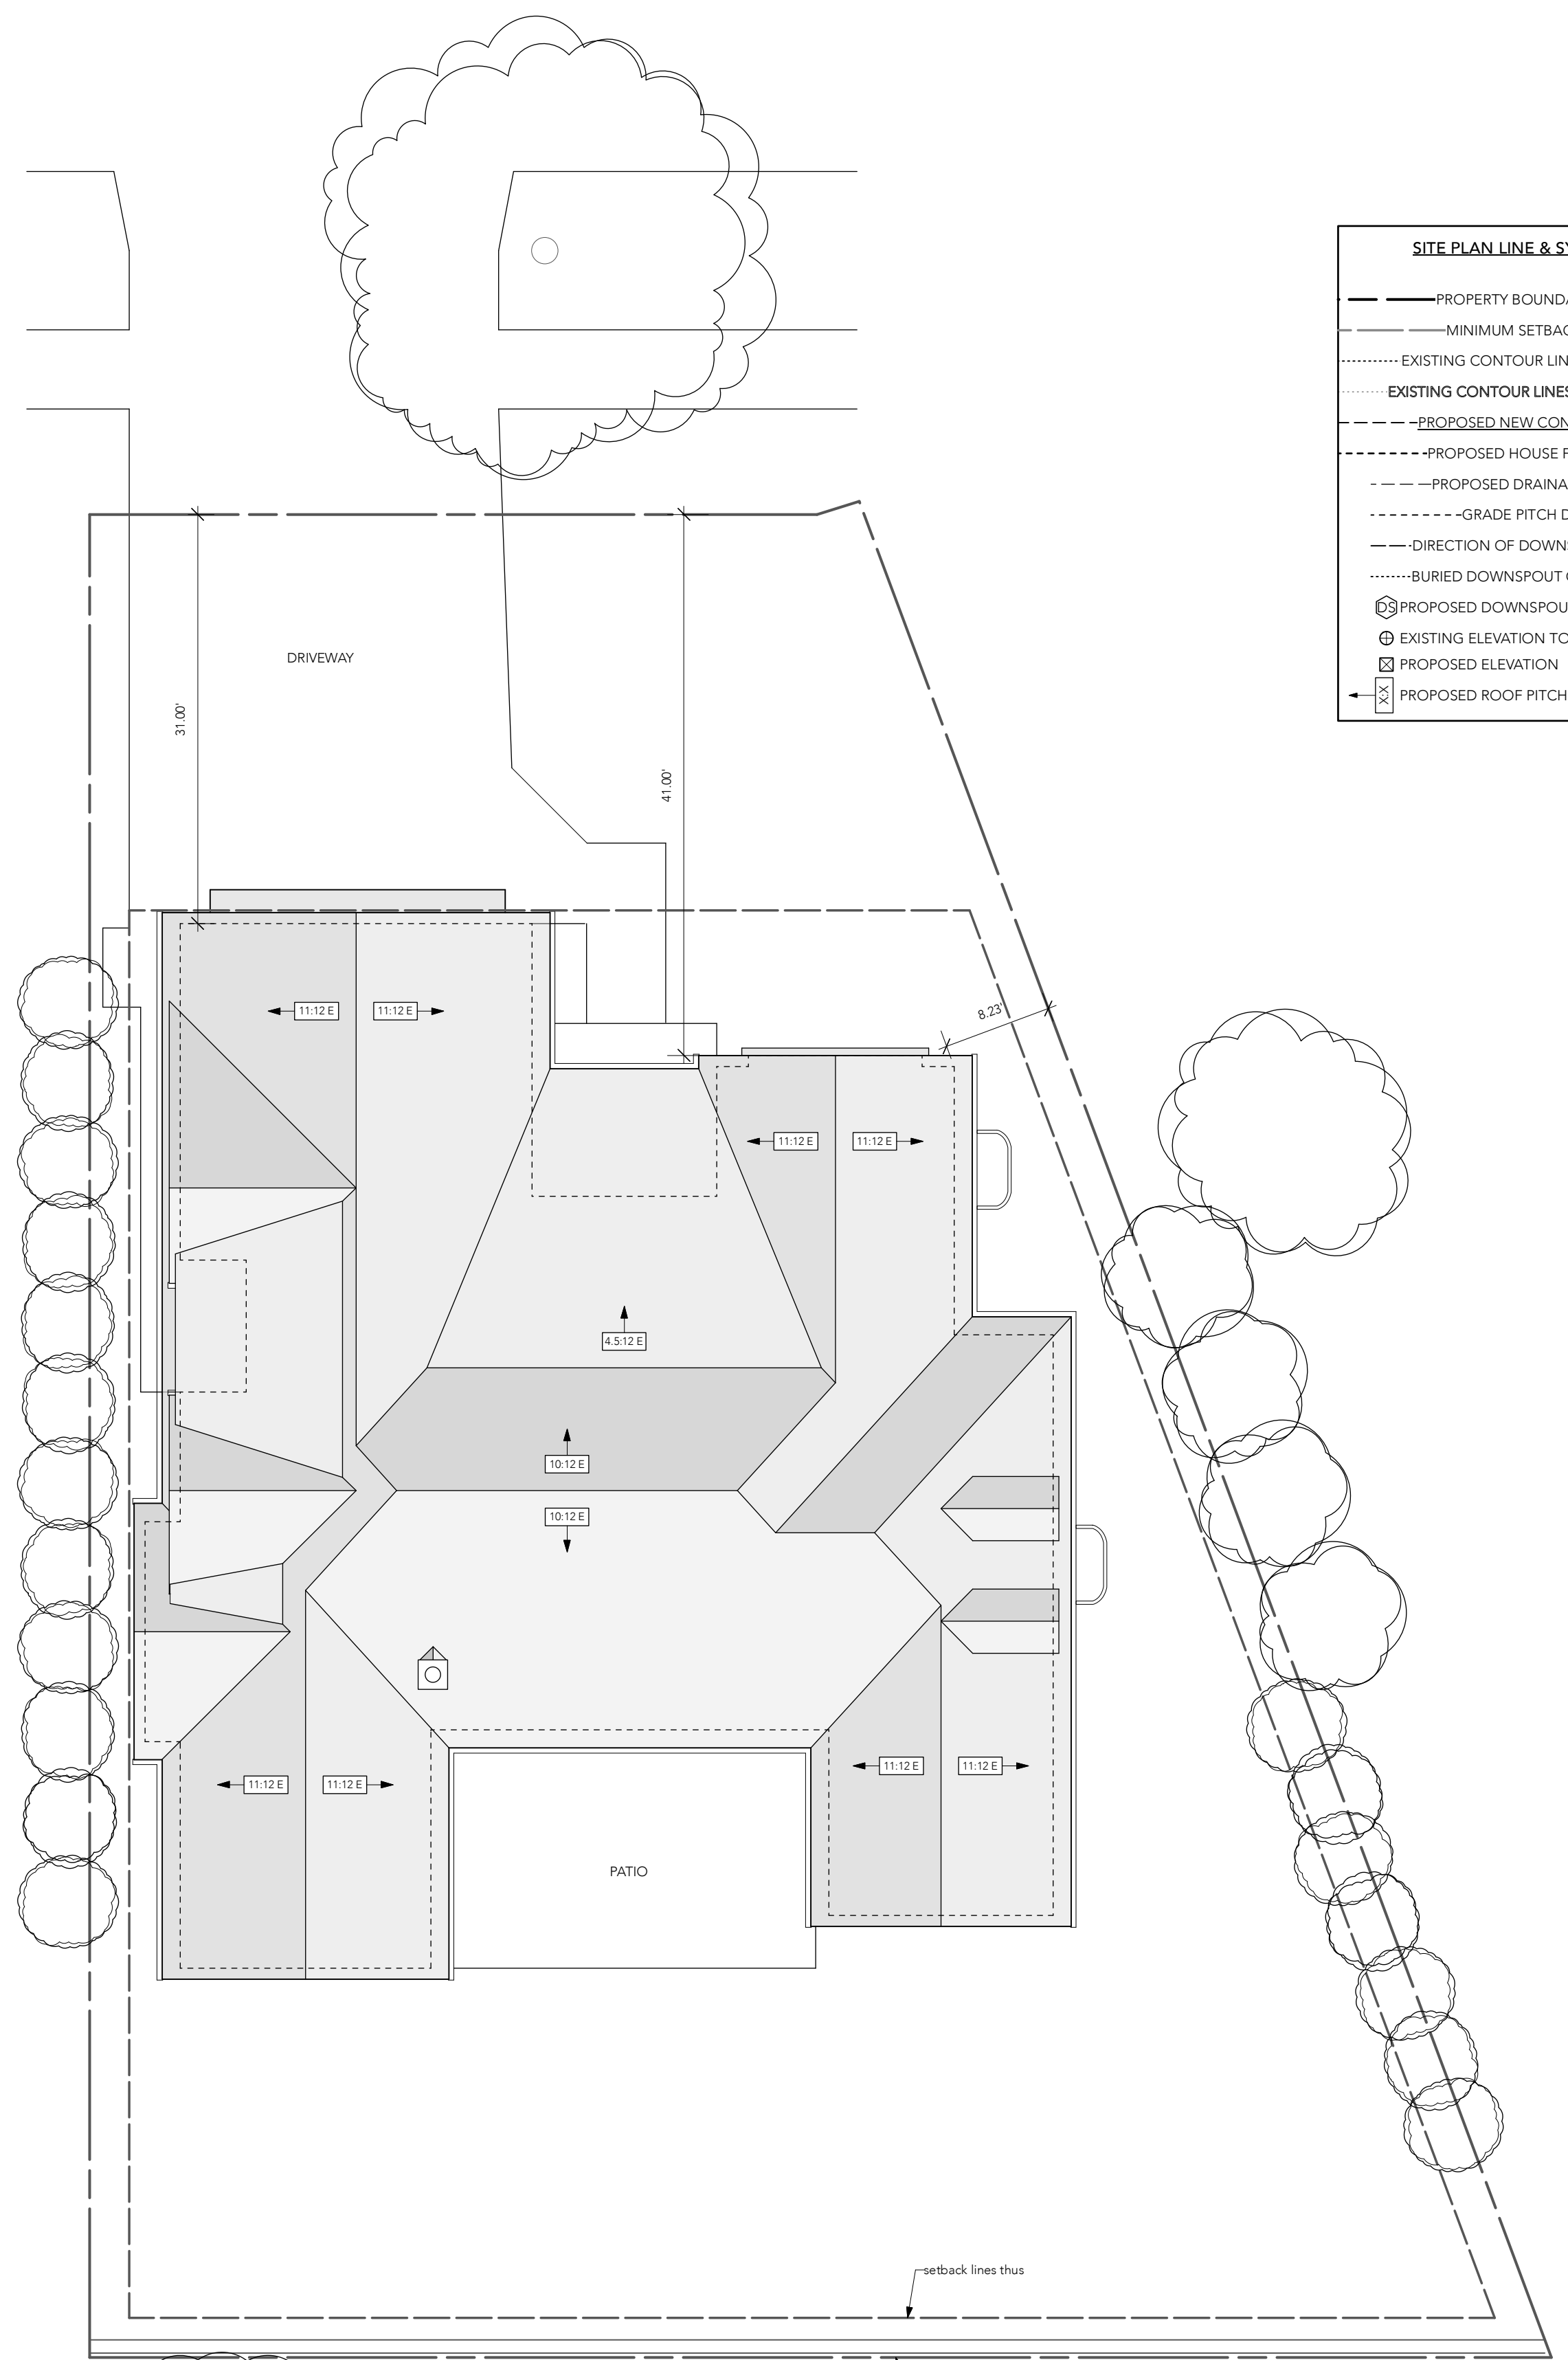 SITE PLAN LINE & SY
PROPERTY BOUNDA
MINIMUM SETBAC
EXISTING CONTOUR LIN
EXISTING CONTOUR LINES
PROPOSED NEW CON
PROPOSED HOUSE F
PROPOSED DRAINA
GRADE PITCH D
DIRECTION OF DOWN
BURIED DOWNSPOUT
DS PROPOSED DOWNSPOU
EXISTING ELEVATION TO
PROPOSED ELEVATION
X:X PROPOSED ROOF PITCH
DRIVEWAY
31.00'
41.00'
8.23'
11:12 E
11:12 E
11:12 E
11:12 E
4.5:12 E
10:12 E
10:12 E
11:12 E
11:12 E
11:12 E
11:12 E
PATIO
setback lines thus